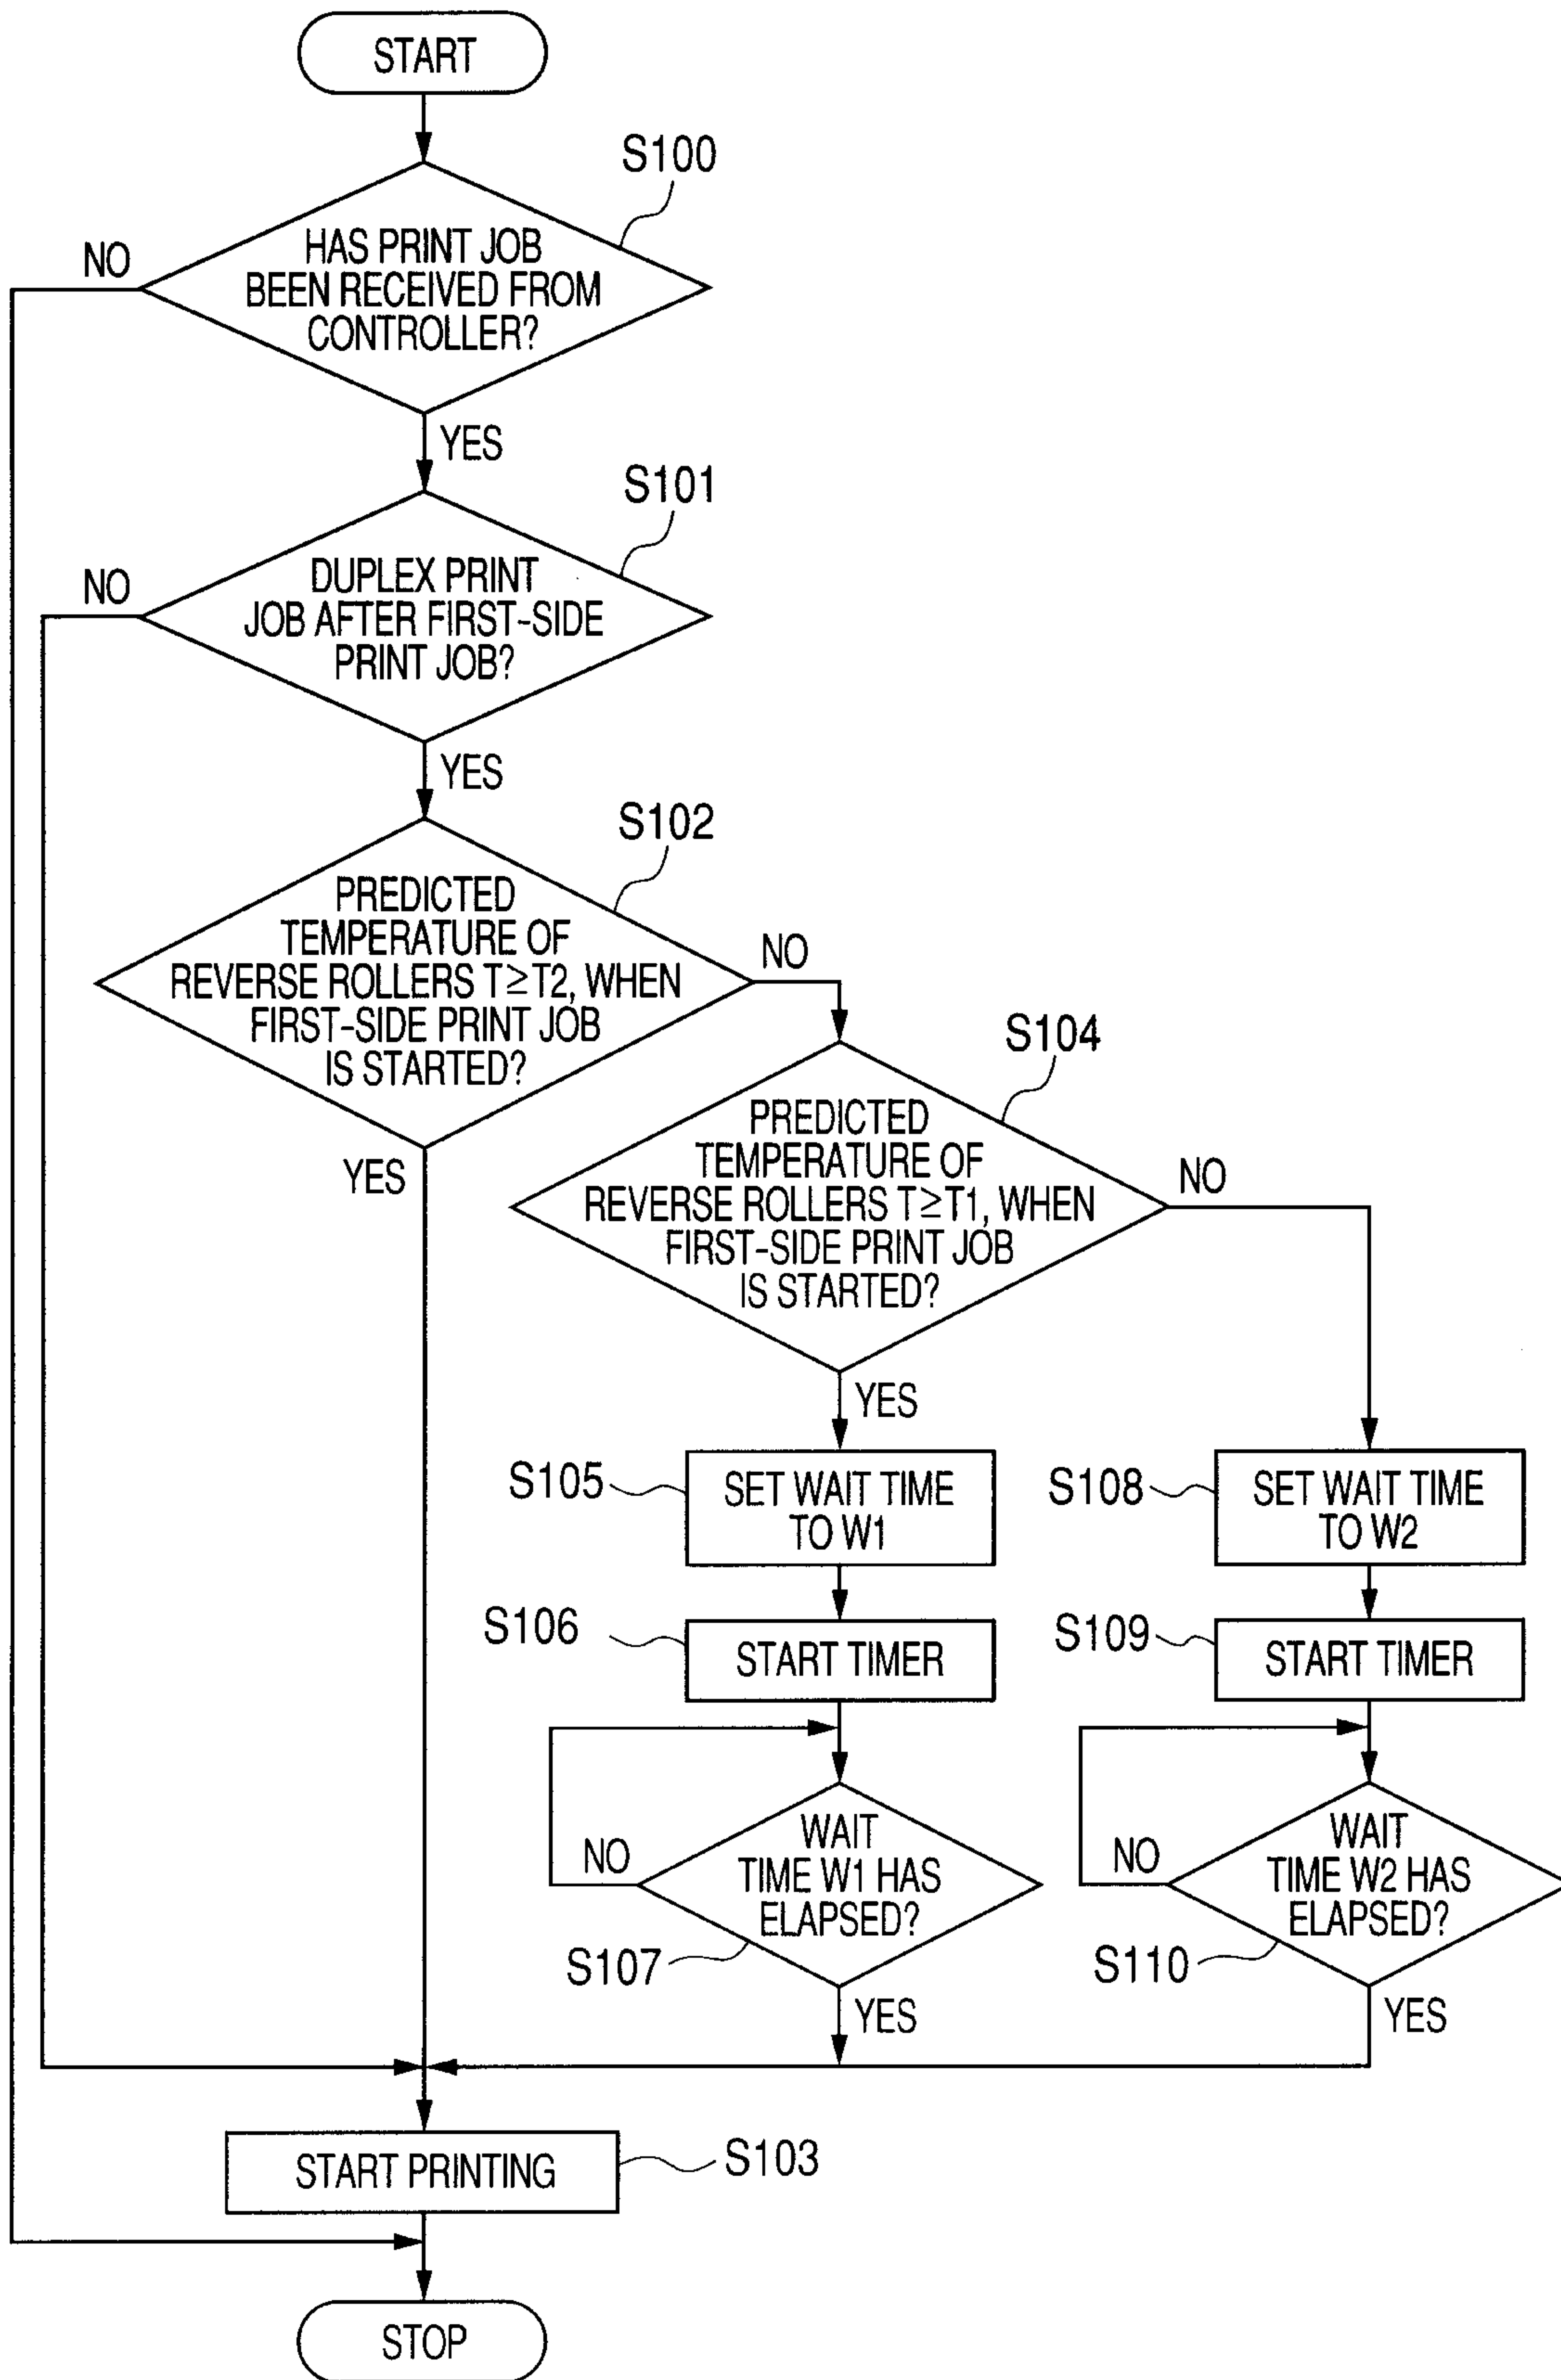 START
S100
HAS PRINT JOB
BEEN RECEIVED FROM
CONTROLLER?
NO
YES
S101
DUPLEX PRINT
JOB AFTER FIRST-SIDE
PRINT JOB?
NO
YES
S102
PREDICTED
TEMPERATURE OF
REVERSE ROLLERS T≧T2, WHEN
FIRST-SIDE PRINT JOB
IS STARTED?
NO
YES
S104
PREDICTED
TEMPERATURE OF
REVERSE ROLLERS T≧T1, WHEN
FIRST-SIDE PRINT JOB
IS STARTED?
NO
YES
S105
SET WAIT TIME
TO W1
S108
SET WAIT TIME
TO W2
S106
START TIMER
S109
START TIMER
WAIT
TIME W1 HAS
ELAPSED?
NO
S107
YES
WAIT
TIME W2 HAS
ELAPSED?
NO
S110
YES
START PRINTING
S103
STOP